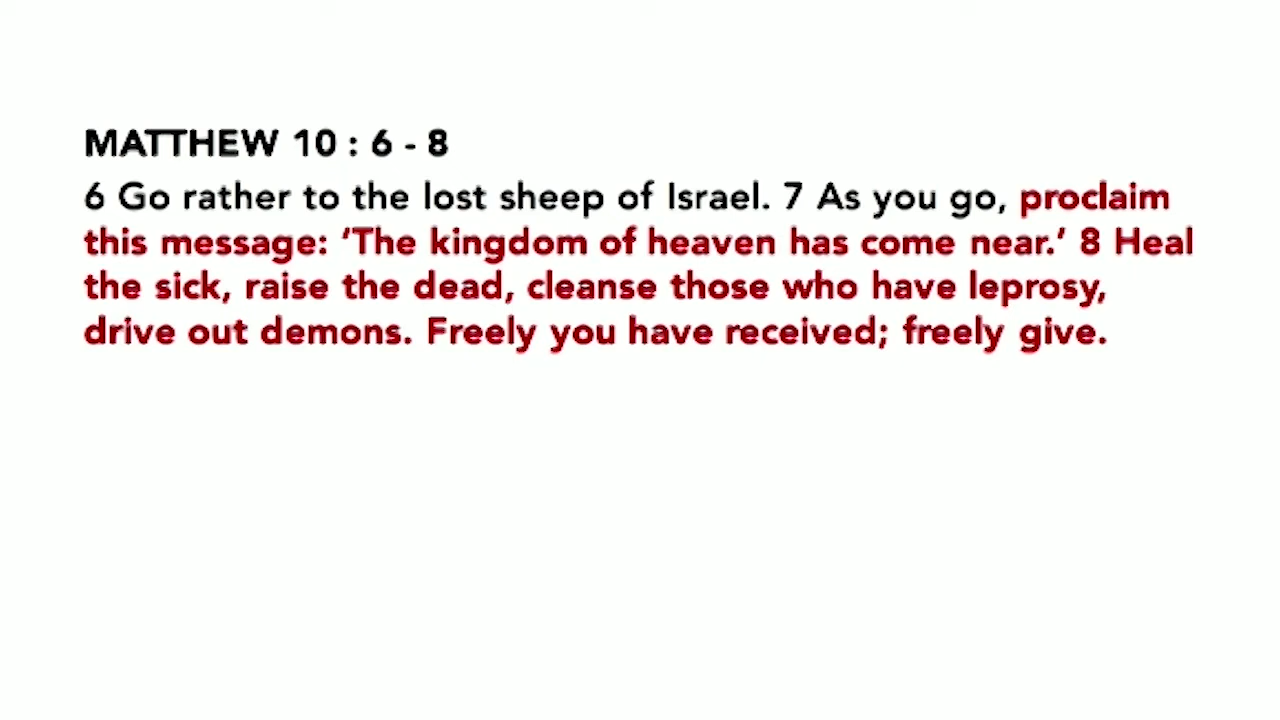 MATTHEW 10 : 6 - 8
6 Go rather to the lost sheep of Israel. 7 As you go, proclaim
this message: ‘The kingdom of heaven has come near.’ 8 Heal
the sick, raise the dead, cleanse those who have leprosy,
drive out demons. Freely you have received; freely give.